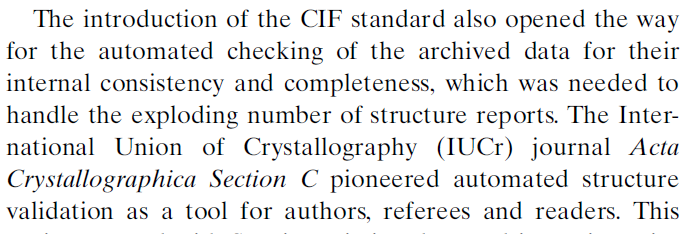 The introduction of the CIF standard also opened the way
for the automated checking of the archived data for their
internal consistency and completeness, which was needed to
handle the exploding number of structure reports. The Inter-
national Union of Crystallography (IUCr) journal Acta
Crystallographica Section C pioneered automated structure
validation as a tool for authors, referees and readers. This